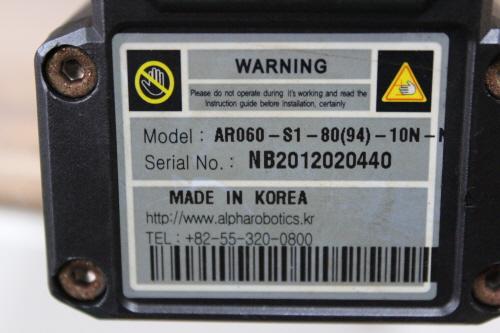 WARNING
Please do not operate during it's working and read the
Instruction guide before Installation, certainly
Model : AR060-S1-80(94)-10N-
Serial No. : NB2012020440
MADE IN KOREA
http://www.alpharobotics.kr
TEL : +82-55-320-0800